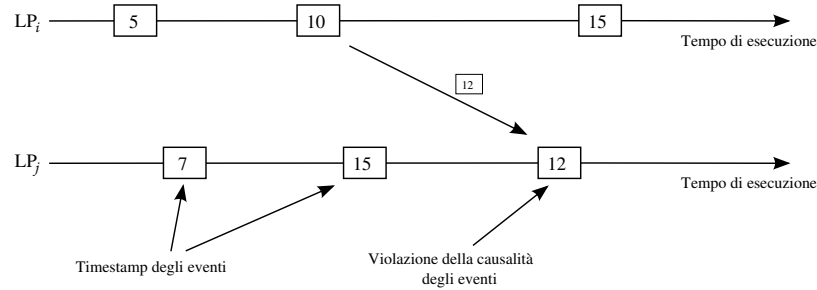 LPi 5 10 15
Tempo di esecuzione
12
LPj 7 15 12
Tempo di esecuzione
Timestamp degli eventi
Violazione della causalità
degli eventi